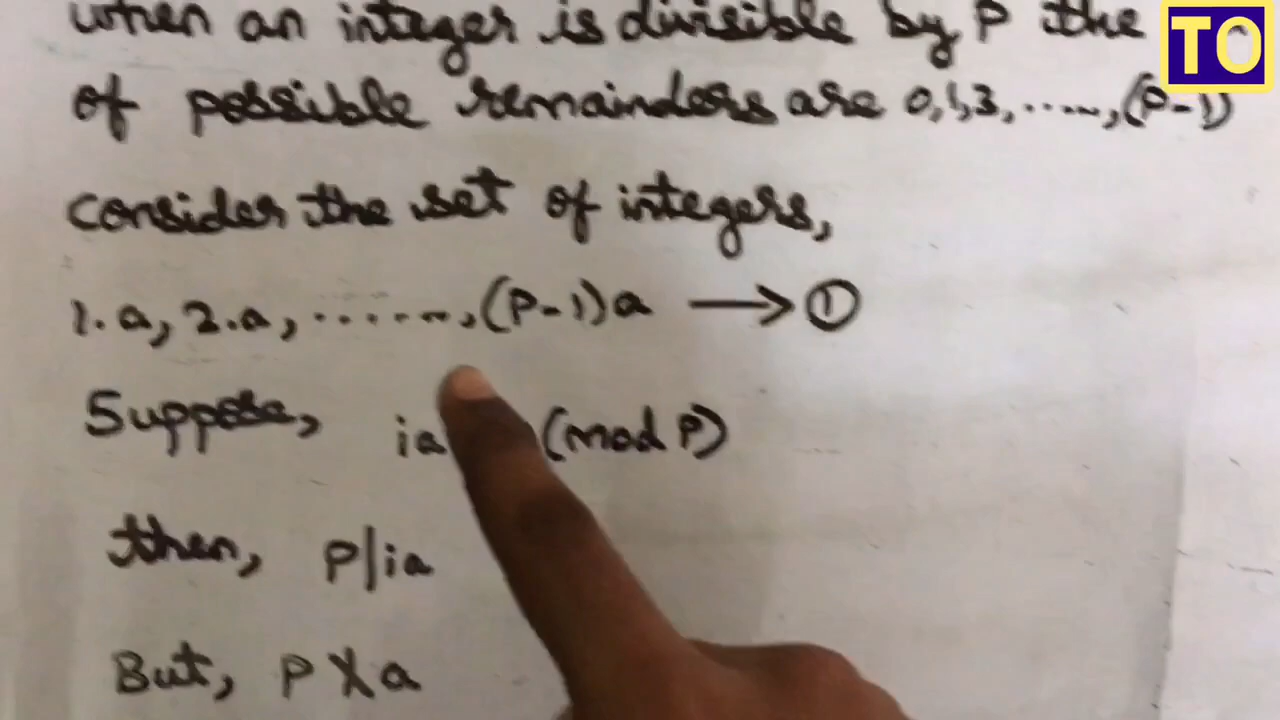 when an integer is divisible by P the
TO
of possible remainders are 0,1,3,......,(P-1)
consider the set of integers,
1.a, 2.a, ........,(P-1)a ⟶ ①
Suppose, ia (mod P)
then, P|ia
But, P∤a